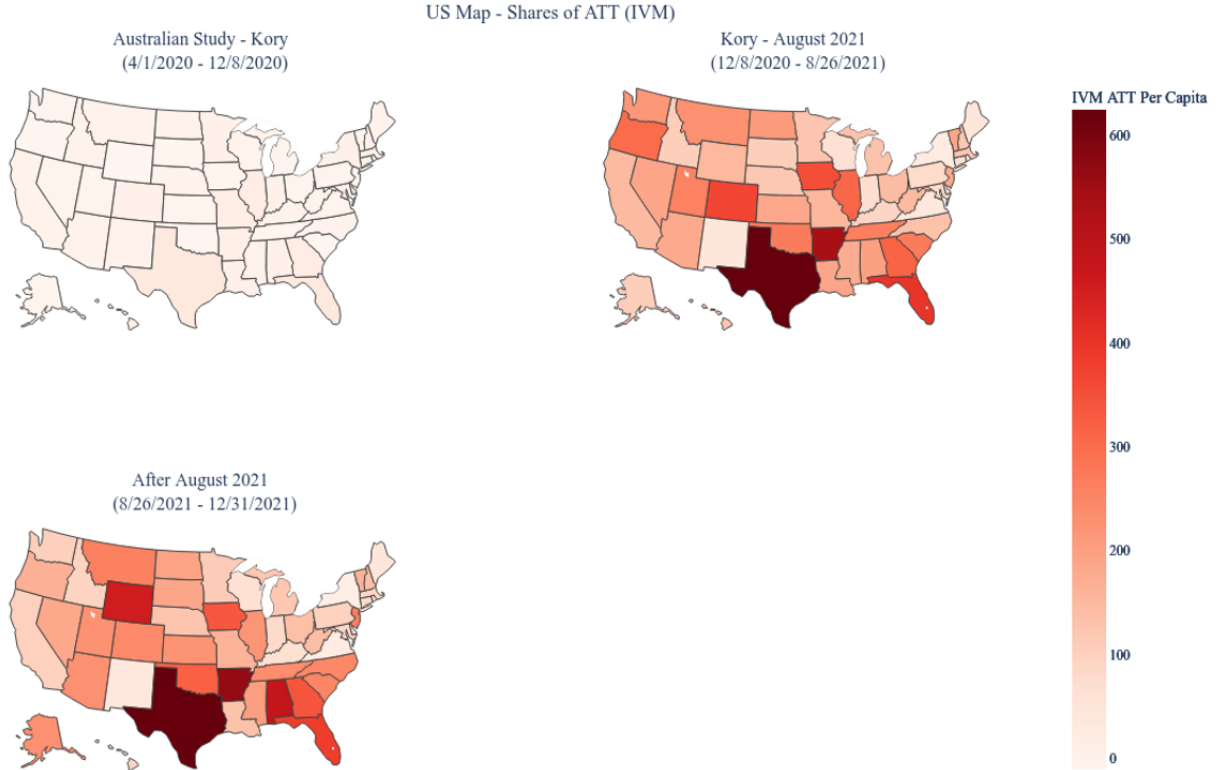 US Map - Shares of ATT (IVM)
Australian Study - Kory
(4/1/2020 - 12/8/2020)
Kory - August 2021
(12/8/2020 - 8/26/2021)
IVM ATT Per Capita
600
500
400
300
200
100
0
After August 2021
(8/26/2021 - 12/31/2021)